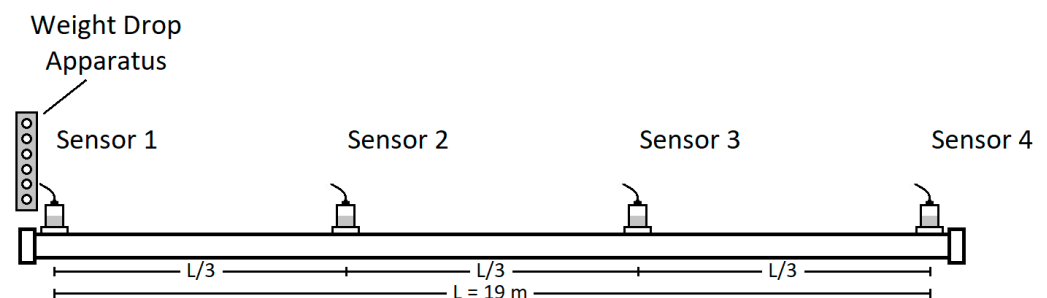 Weight Drop
Apparatus
Sensor 1
Sensor 2
Sensor 3
Sensor 4
L/3
L/3
L/3
L = 19 m